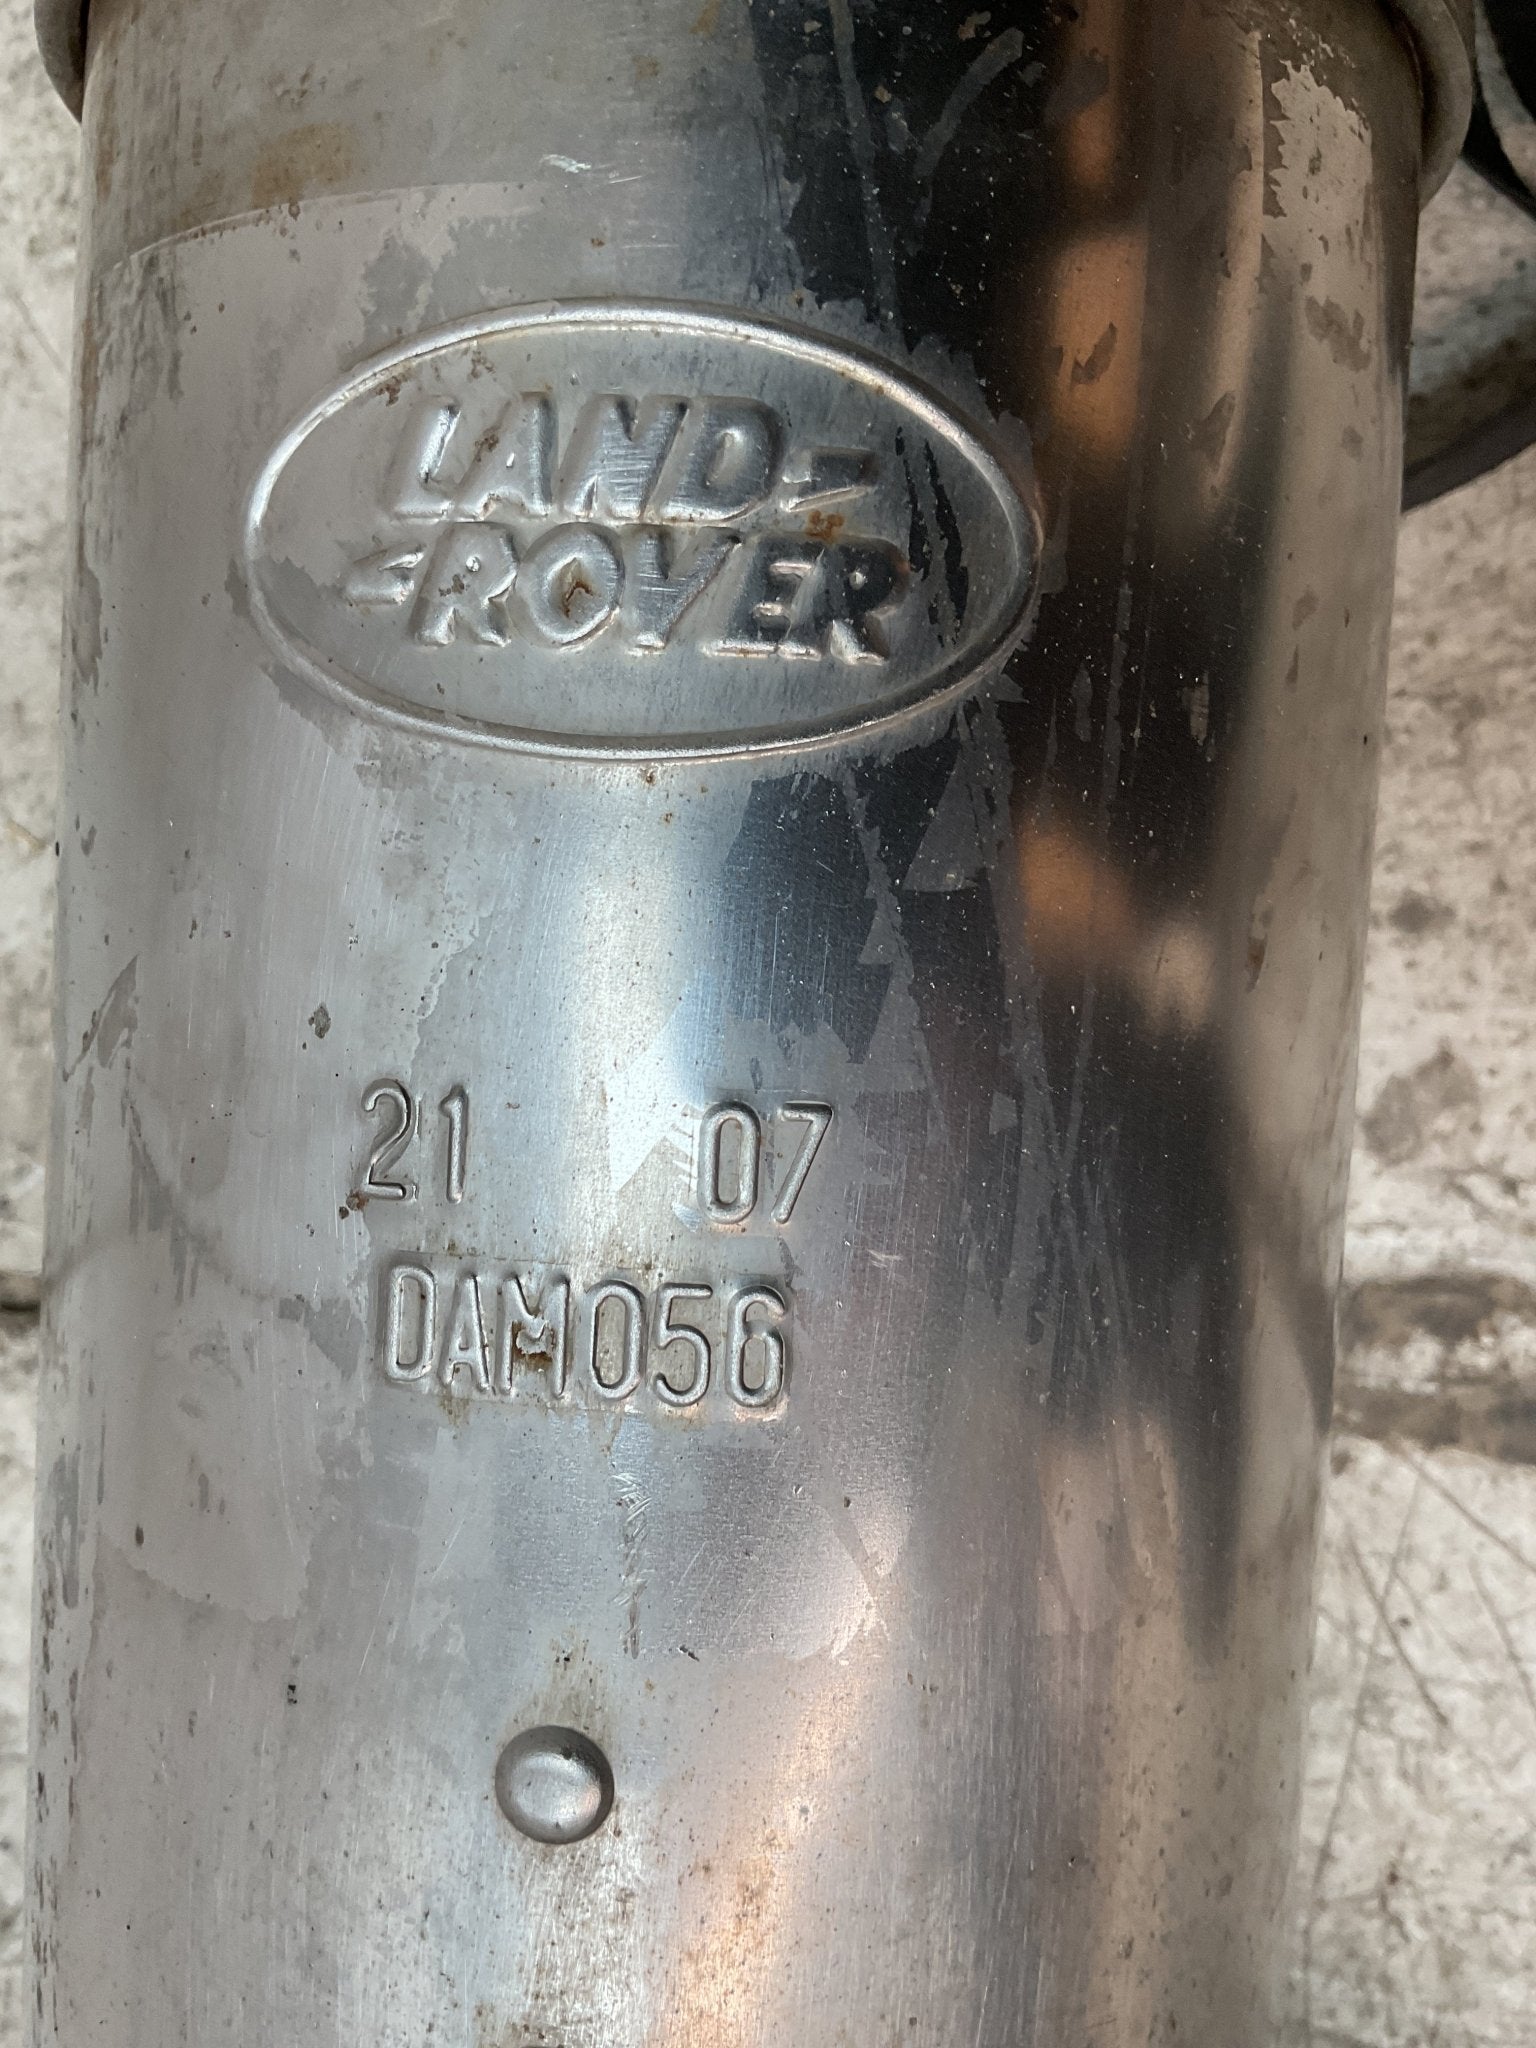 LAND
ROVER
21 07
DAM056